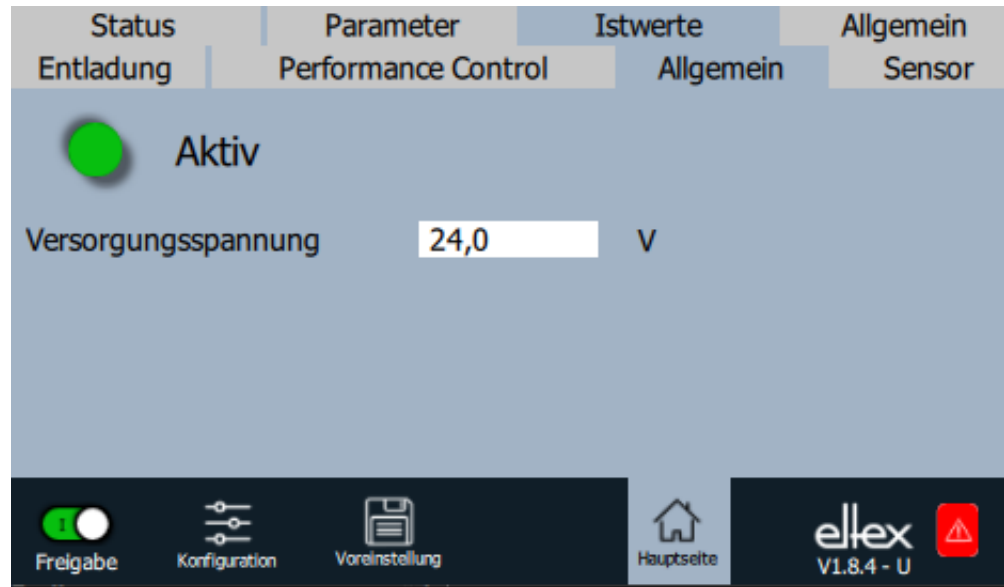 Status Parameter Istwerte Allgemein
Entladung Performance Control Allgemein Sensor
Aktiv
Versorgungsspannung 24,0 V
I
Freigabe Konfiguration Voreinstellung Hauptseite
eltex
V1.8.4 - U